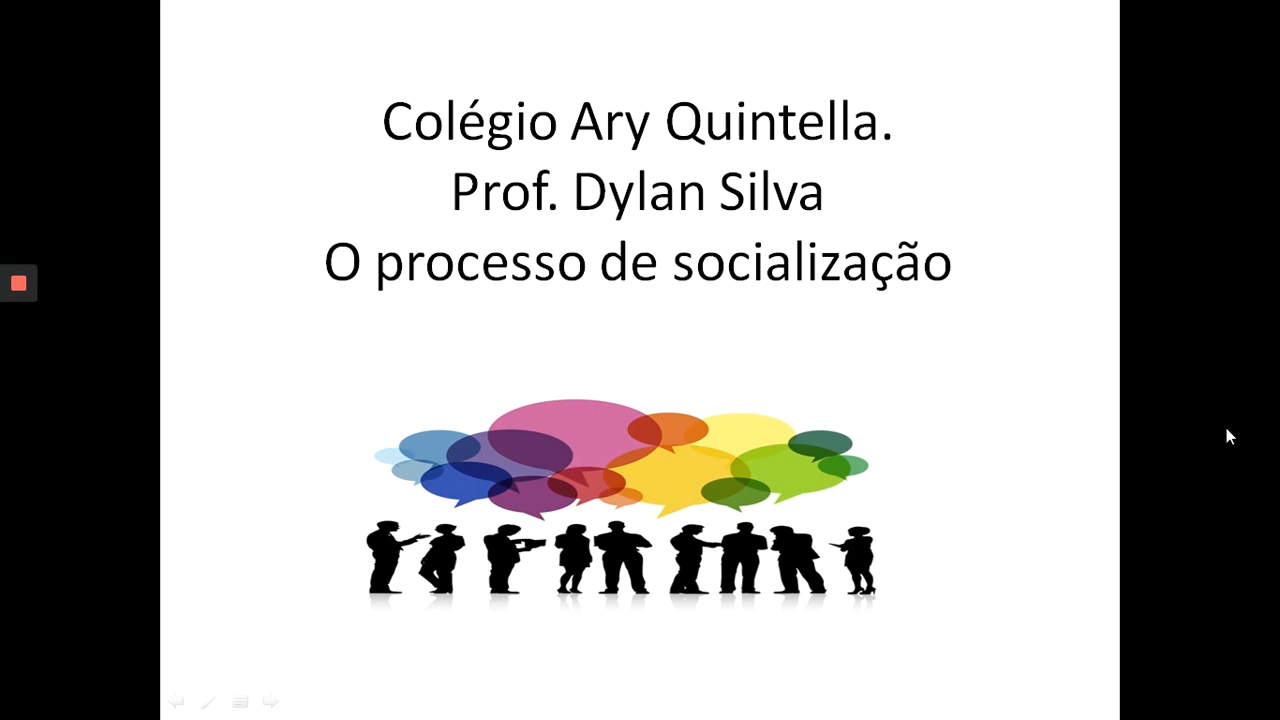 Colégio Ary Quintella.
Prof. Dylan Silva
O processo de socialização